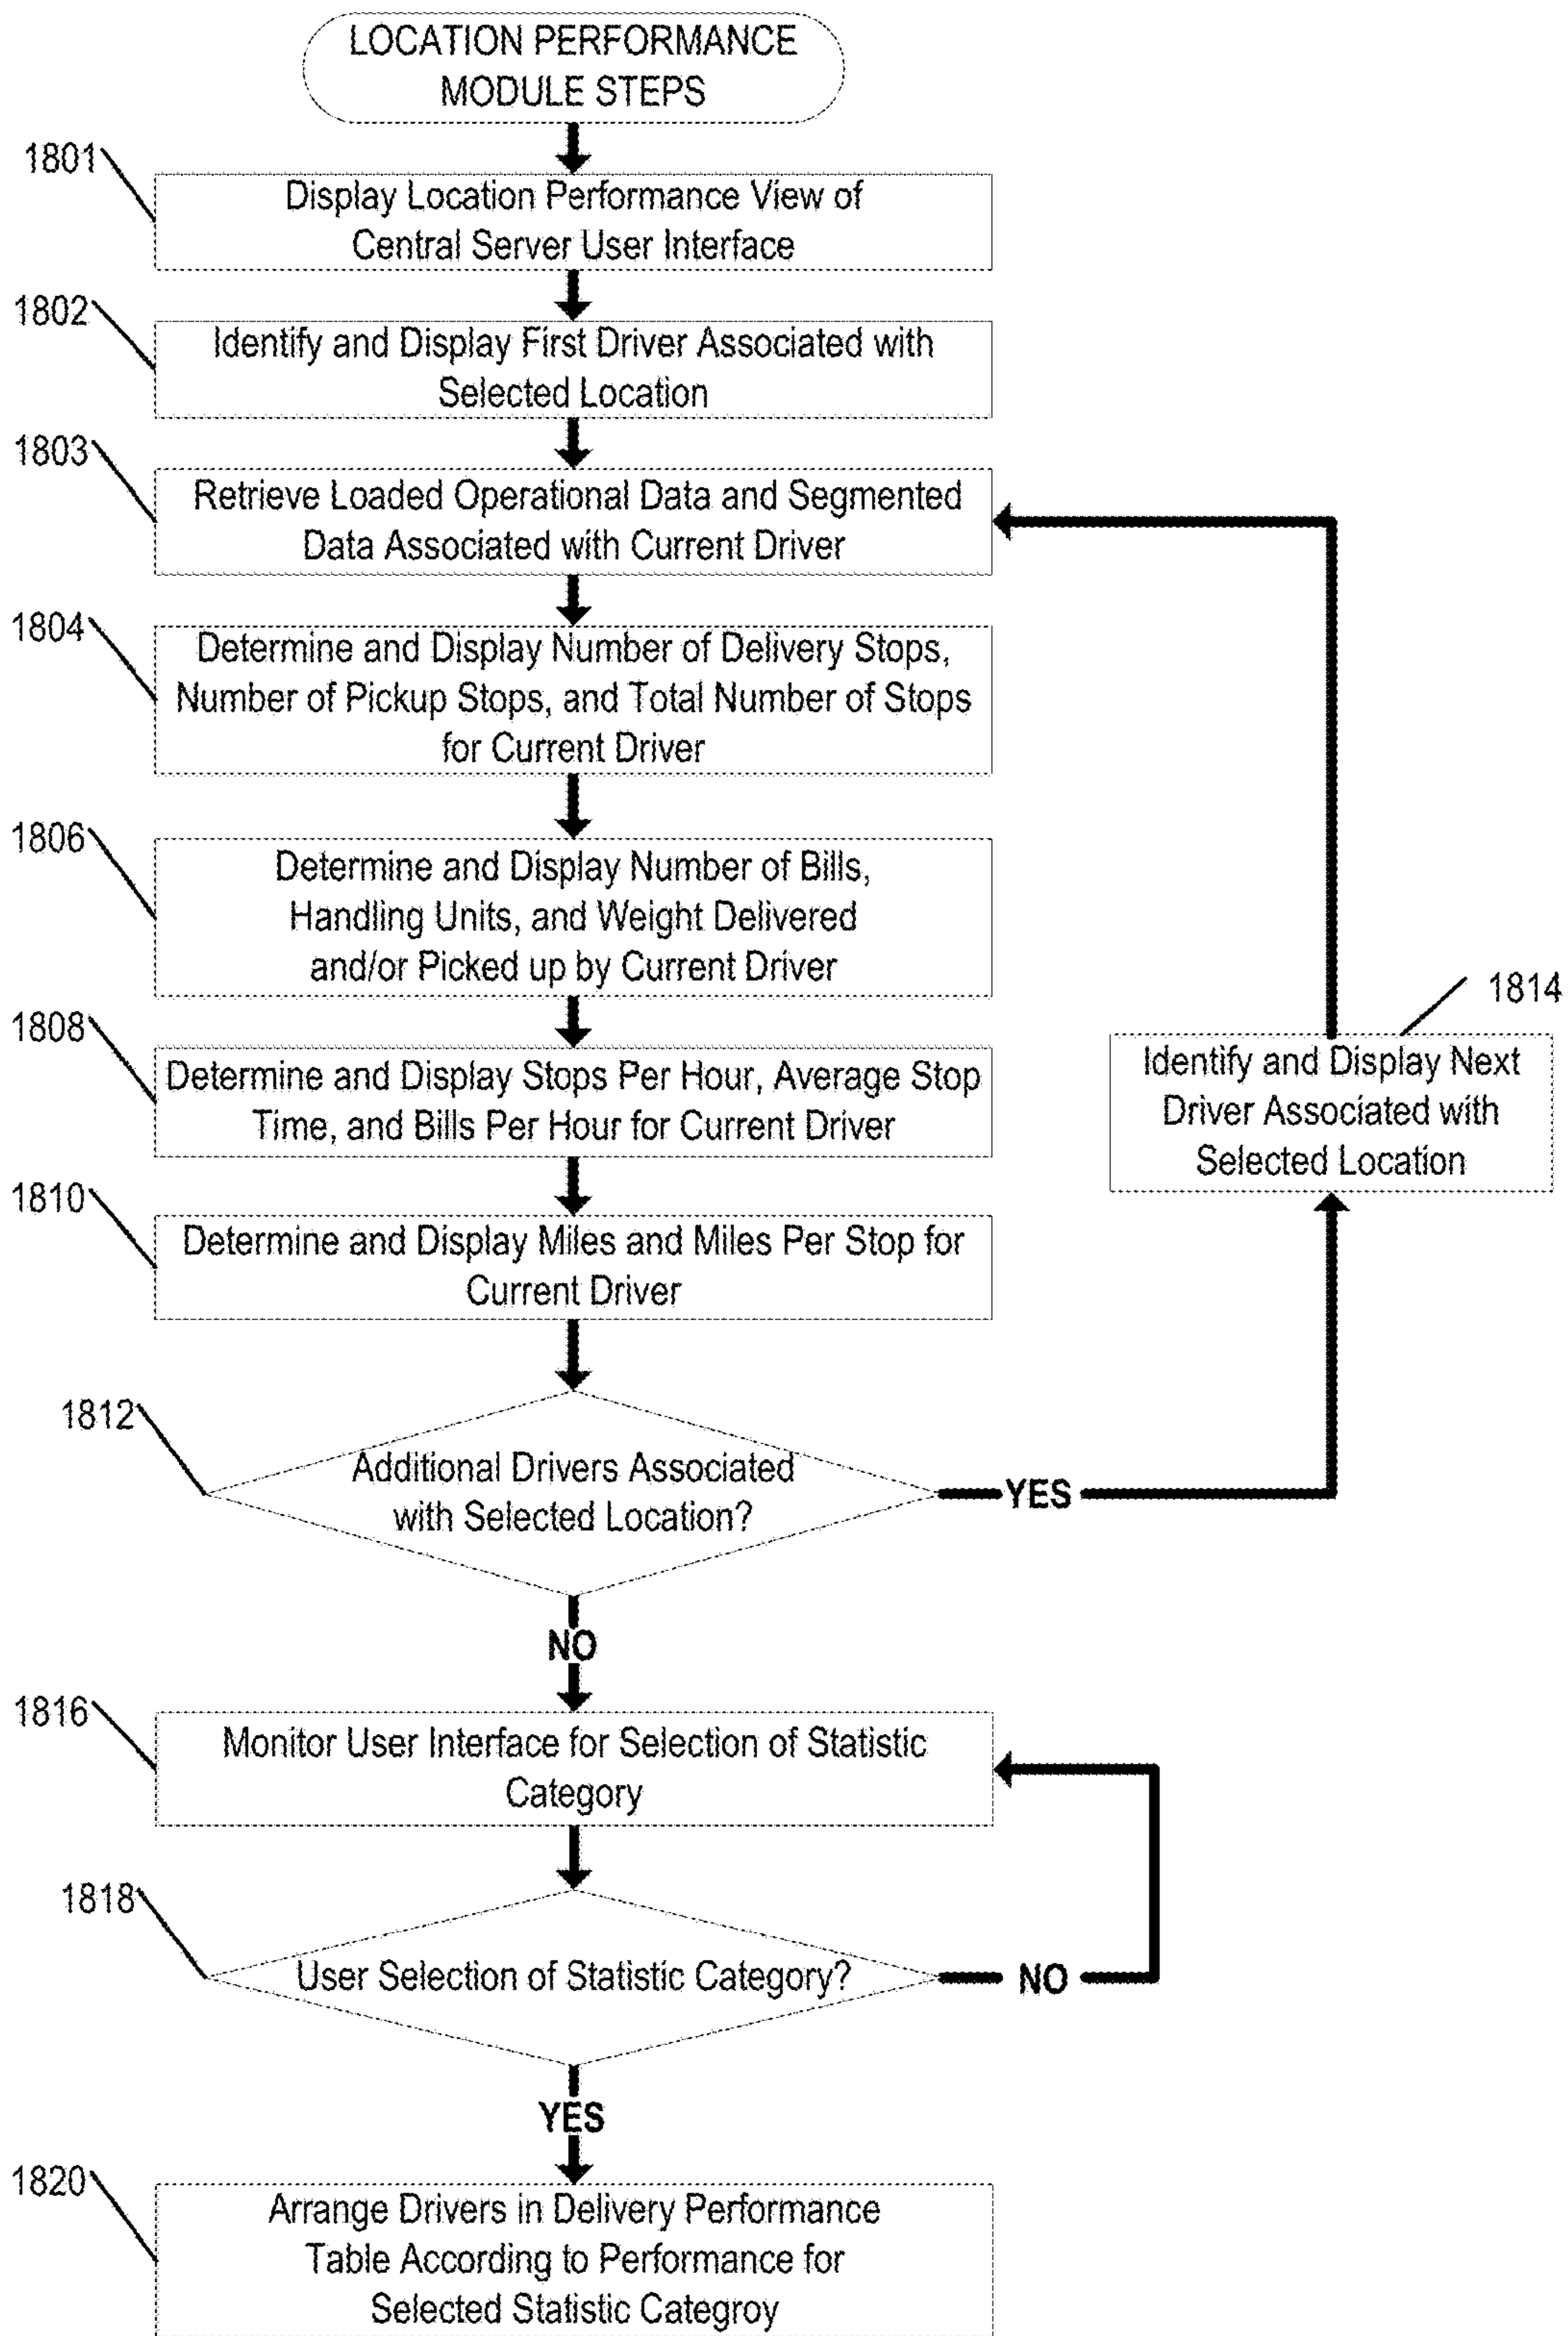 LOCATION PERFORMANCE
MODULE STEPS
1801
Display Location Performance View of
Central Server User Interface
1802
Identify and Display First Driver Associated with
Selected Location
1803
Retrieve Loaded Operational Data and Segmented
Data Associated with Current Driver
1804
Determine and Display Number of Delivery Stops,
Number of Pickup Stops, and Total Number of Stops
for Current Driver
1806
Determine and Display Number of Bills,
Handling Units, and Weight Delivered
and/or Picked up by Current Driver
1808
Determine and Display Stops Per Hour, Average Stop
Time, and Bills Per Hour for Current Driver
1814
Identify and Display Next
Driver Associated with
Selected Location
1810
Determine and Display Miles and Miles Per Stop for
Current Driver
1812
Additional Drivers Associated
with Selected Location?
YES
NO
1816
Monitor User Interface for Selection of Statistic
Category
1818
User Selection of Statistic Category?
NO
YES
1820
Arrange Drivers in Delivery Performance
Table According to Performance for
Selected Statistic Categroy